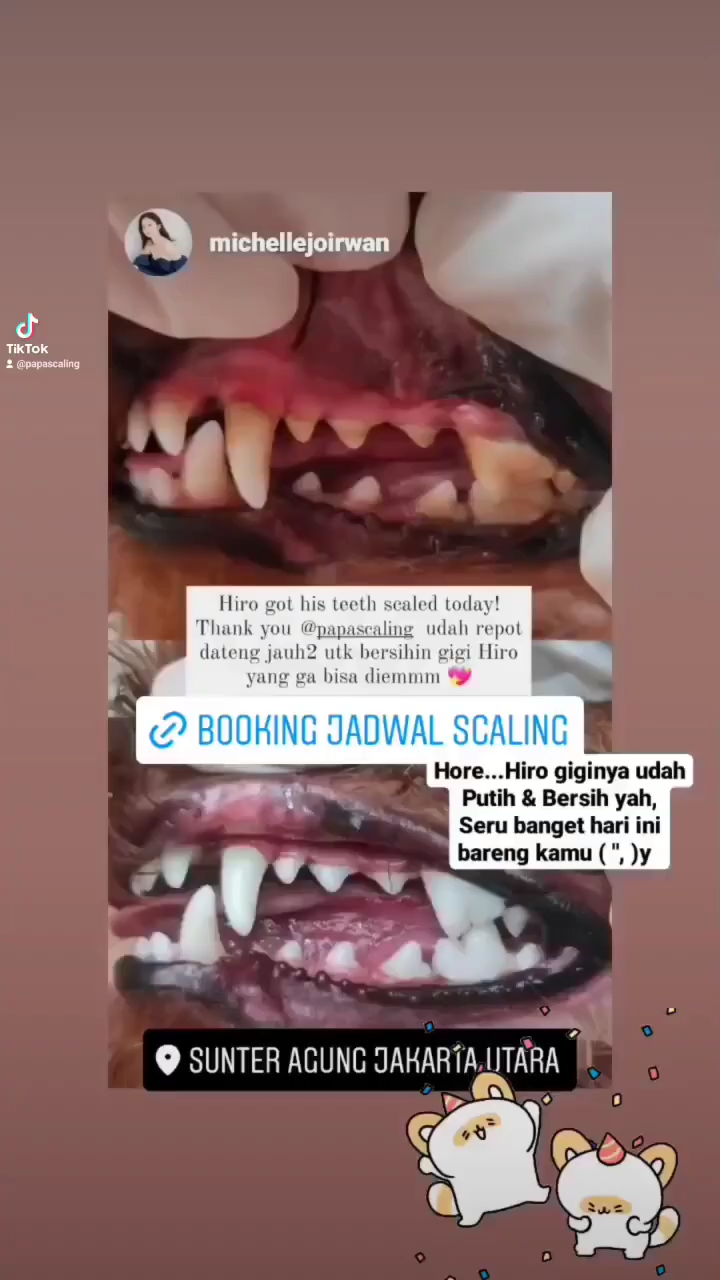 michellejoirwan
TikTok
@papascaling
Hiro got his teeth scaled today!
Thank you @papascaling udah repot
dateng jauh2 utk bersihin gigi Hiro
yang ga bisa diemmm 💘
BOOKING JADWAL SCALING
Hore...Hiro giginya udah
Putih & Bersih yah,
Seru banget hari ini
bareng kamu ( ", )y
SUNTER AGUNG JAKARTA UTARA